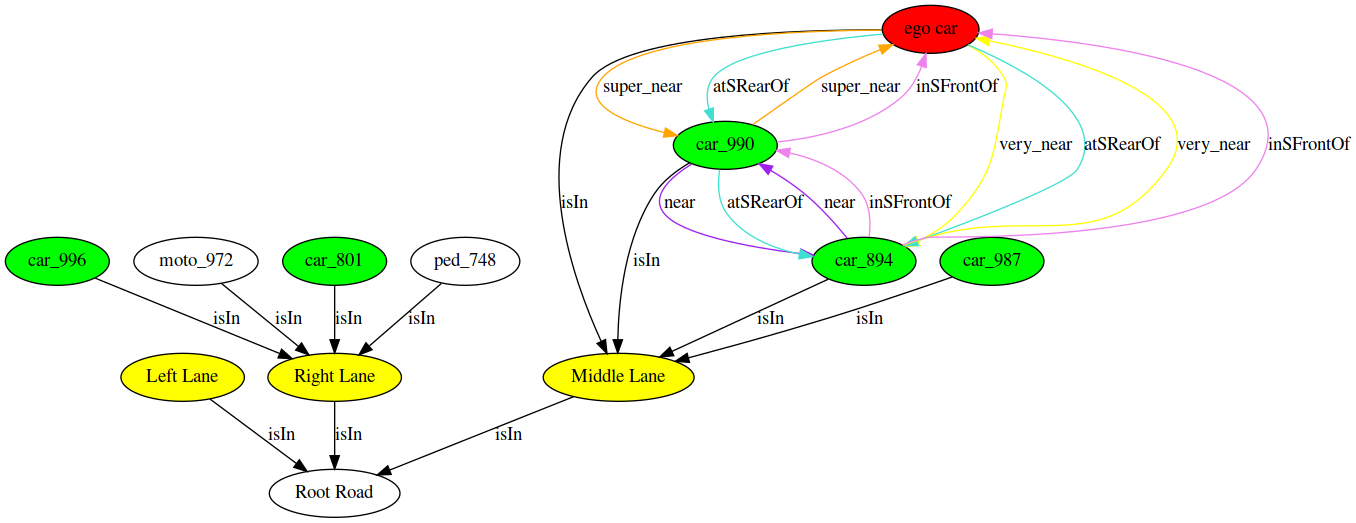 ego car
super_near atSRearOf super_near inSFrontOf
car_990 very_near atSRearOf very_near inSFrontOf
isIn near atSRearOf near inSFrontOf
car_996 moto_972 car_801 ped_748 isIn car_894 car_987
isIn isIn isIn isIn isIn isIn
Left Lane Right Lane Middle Lane
isIn isIn isIn
Root Road